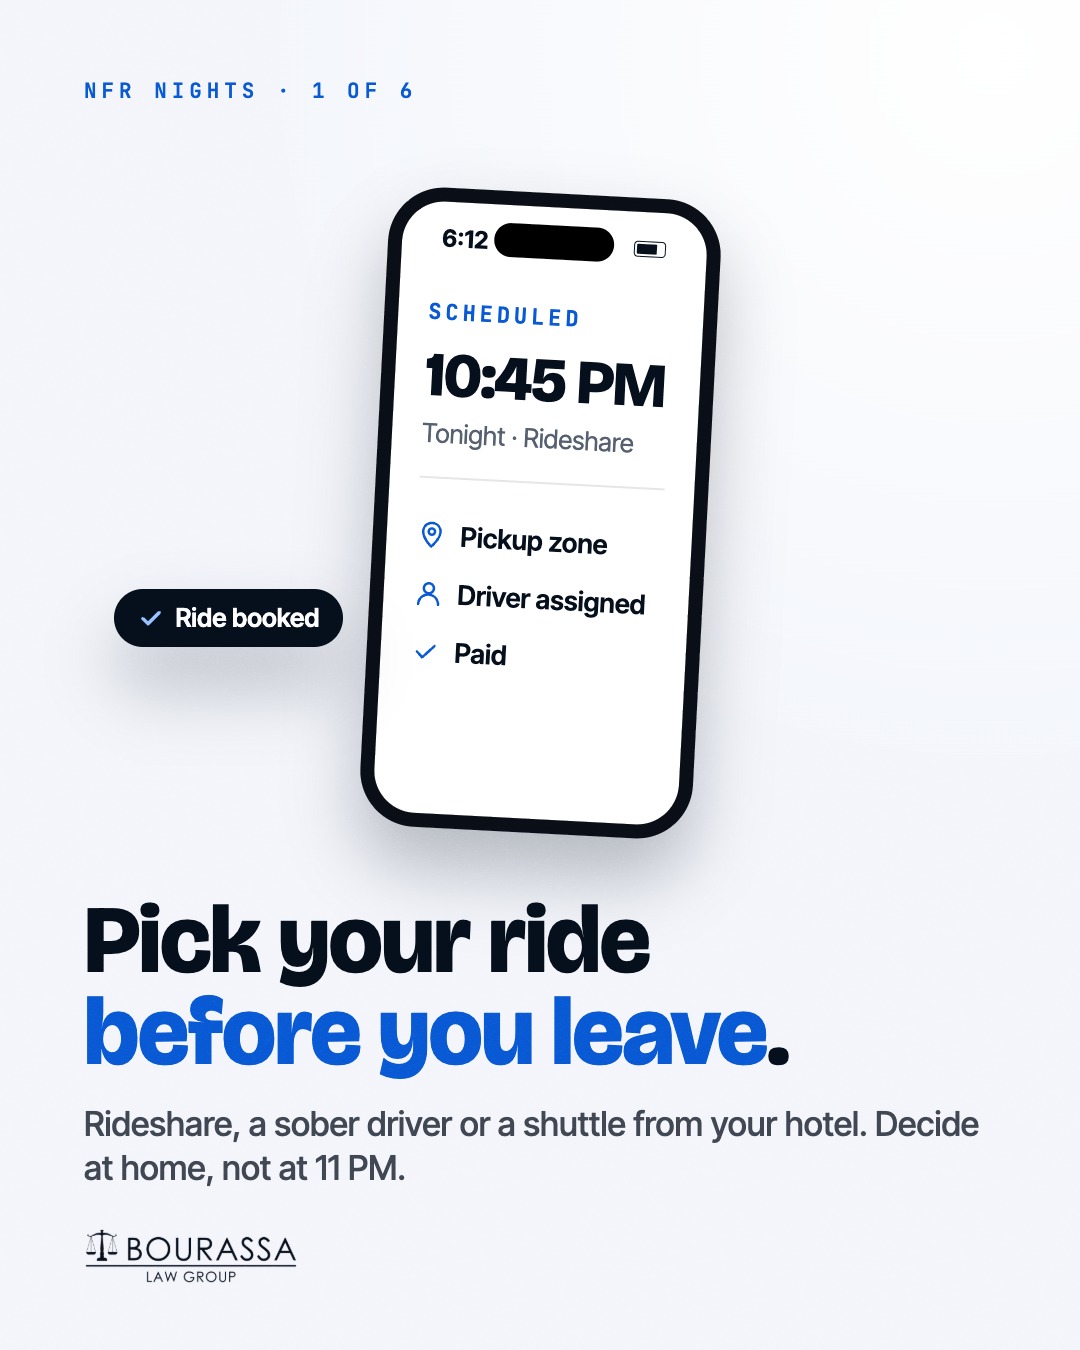 NFR NIGHTS · 1 OF 6
6:12
SCHEDULED
10:45 PM
Tonight · Rideshare
Pickup zone
Driver assigned
Paid
Ride booked
Pick your ride
before you leave.
Rideshare, a sober driver or a shuttle from your hotel. Decide
at home, not at 11 PM.
BOURASSA
LAW GROUP